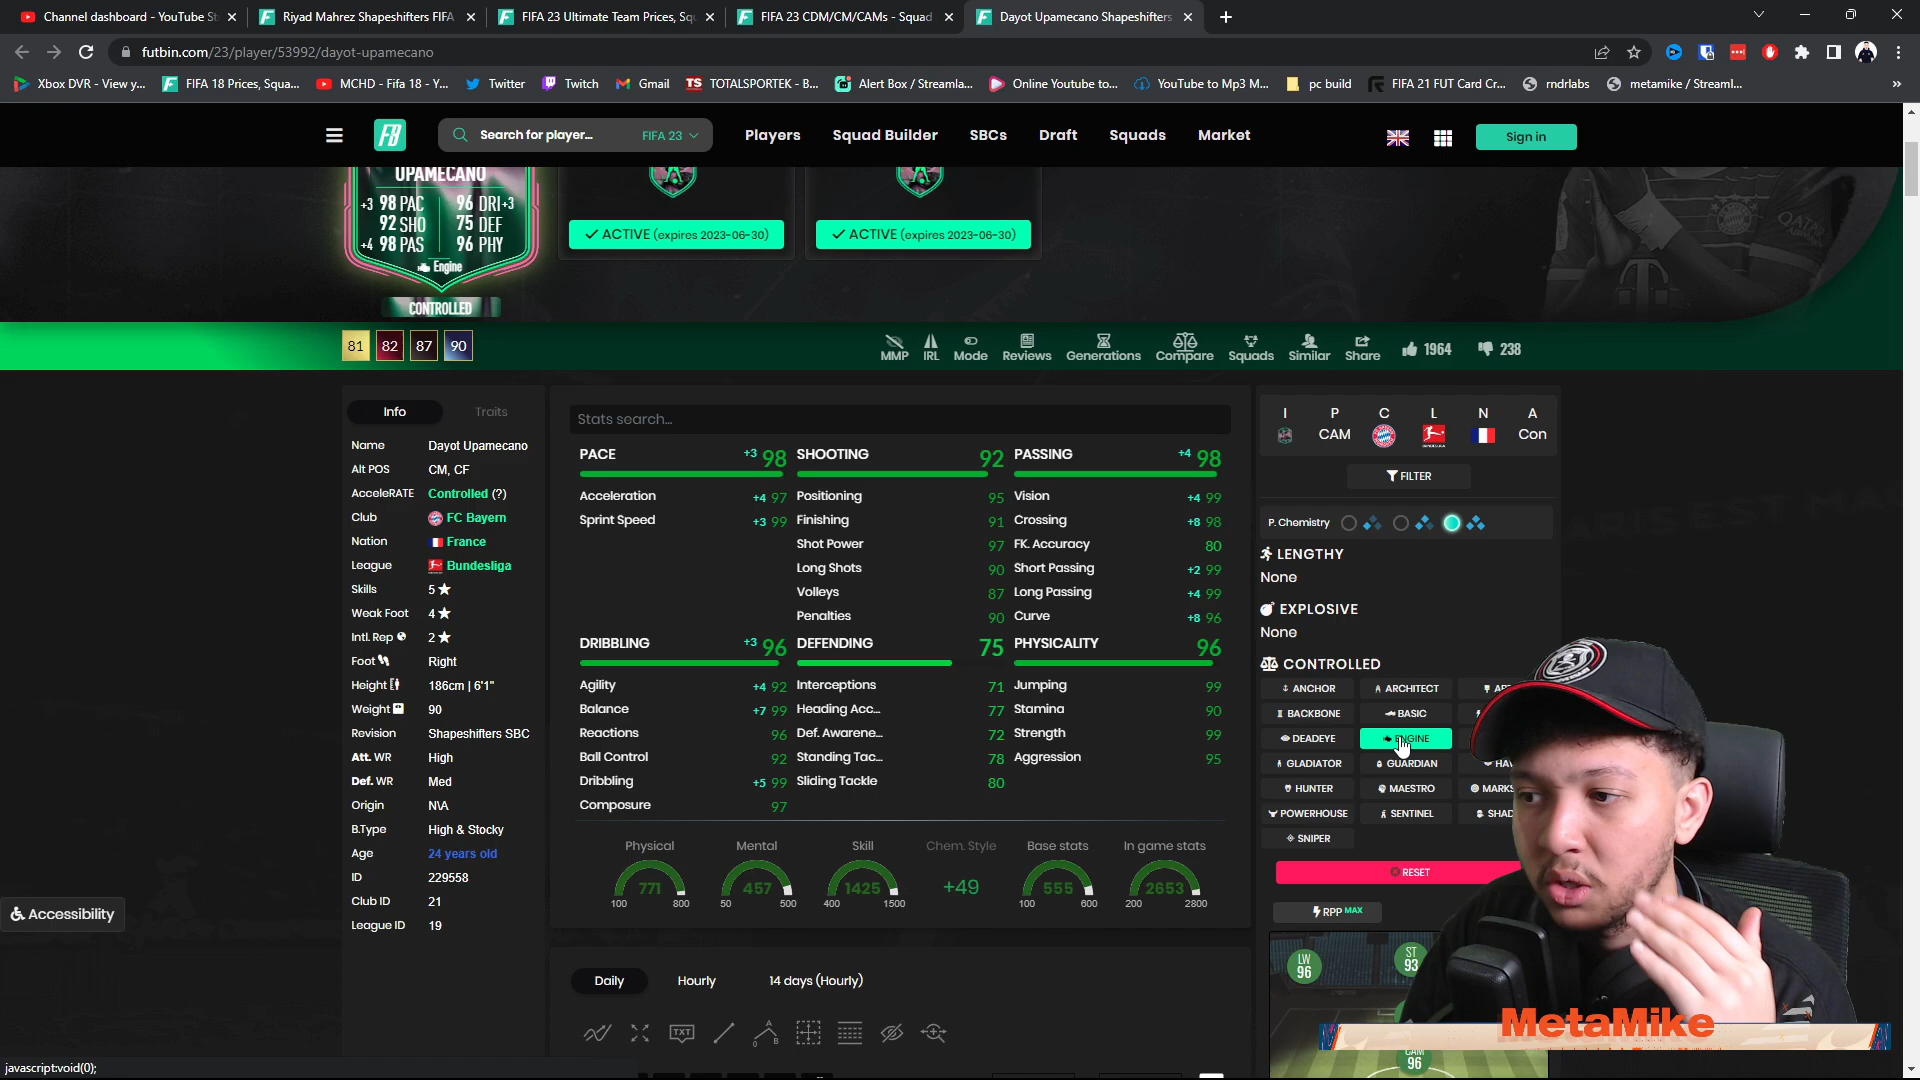 Channel dashboard - YouTube St
Riyad Mahrez Shapeshifters FIFA
FIFA 23 Ultimate Team Prices, Sq
FIFA 23 CDM/CM/CAMs - Squad
Dayot Upamecano Shapeshifters
futbin.com/23/player/53992/dayot-upamecano
Xbox DVR - View y...
FIFA 18 Prices, Squa...
MCHD - Fifa 18 - Y...
Twitter
Twitch
Gmail
TS TOTALSPORTEK - B...
Alert Box / Streamla...
Online Youtube to...
YouTube to Mp3 M...
pc build
FIFA 21 FUT Card Cr...
rndrlabs
metamike / Streaml...
FB
Search for player...
FIFA 23
Players
Squad Builder
SBCs
Draft
Squads
Market
Sign in
UPAMECANO
+3 98 PAC 96 DRI +3
92 SHO 75 DEF
+4 98 PAS 96 PHY
Engine
CONTROLLED
ACTIVE (expires 2023-06-30)
ACTIVE (expires 2023-06-30)
81 82 87 90
MMP
IRL
Mode
Reviews
Generations
Compare
Squads
Similar
Share
1964
238
Info
Traits
Name Dayot Upamecano
Alt POS CM, CF
AcceleRATE Controlled (?)
Club FC Bayern
Nation France
League Bundesliga
Skills 5
Weak Foot 4
Intl. Rep 2
Foot Right
Height 186cm | 6'1"
Weight 90
Revision Shapeshifters SBC
Att. WR High
Def. WR Med
Origin N\A
B.Type High & Stocky
Age 24 years old
ID 229558
Club ID 21
League ID 19
Stats search...
PACE +3 98
Acceleration +4 97
Sprint Speed +3 99
SHOOTING 92
Positioning 95
Finishing 91
Shot Power 97
Long Shots 90
Volleys 87
Penalties 90
PASSING +4 98
Vision +4 99
Crossing +8 98
FK. Accuracy 80
Short Passing +2 99
Long Passing +4 99
Curve +8 96
DRIBBLING +3 96
Agility +4 92
Balance +7 99
Reactions 96
Ball Control 92
Dribbling +5 99
Composure 97
DEFENDING 75
Interceptions 71
Heading Acc... 77
Def. Awarene... 72
Standing Tac... 78
Sliding Tackle 80
PHYSICALITY 96
Jumping 99
Stamina 90
Strength 99
Aggression 95
Physical 771 100 800
Mental 457 50 500
Skill 1425 400 1500
Chem. Style +49
Base stats 555 100 600
In game stats 2653 200 2800
Daily
Hourly
14 days (Hourly)
TXT
I P C L N A
CAM Con
FILTER
P. Chemistry
LENGTHY
None
EXPLOSIVE
None
CONTROLLED
ANCHOR ARCHITECT
BACKBONE BASIC
DEADEYE ENGINE
GLADIATOR GUARDIAN
HUNTER MAESTRO
POWERHOUSE SENTINEL
SNIPER
RESET
RPP MAX
LW 96
ST 93
CAM 96
MetaMike
Accessibility
javascript:void(0);